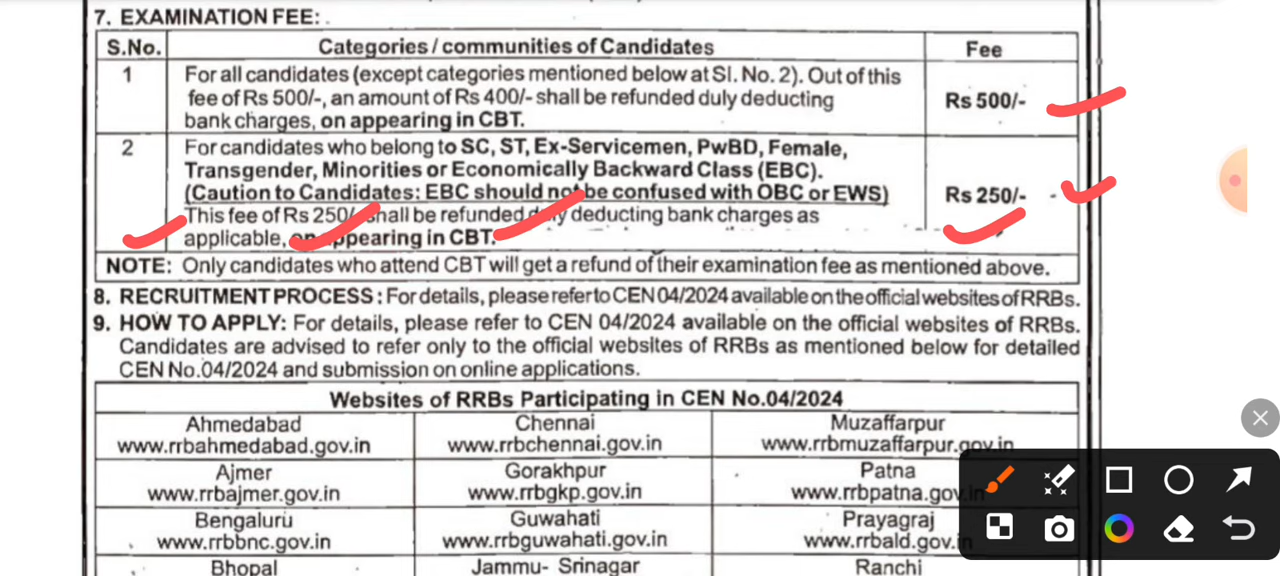 7. EXAMINATION FEE:
S.No. Categories / communities of Candidates Fee
1 For all candidates (except categories mentioned below at Sl. No. 2). Out of this
fee of Rs 500/-, an amount of Rs 400/- shall be refunded duly deducting
bank charges, on appearing in CBT.
Rs 500/-
2 For candidates who belong to SC, ST, Ex-Servicemen, PwBD, Female,
Transgender, Minorities or Economically Backward Class (EBC).
(Caution to Candidates: EBC should not be confused with OBC or EWS)
This fee of Rs 250/- shall be refunded duly deducting bank charges as
applicable, on appearing in CBT.
Rs 250/-
NOTE: Only candidates who attend CBT will get a refund of their examination fee as mentioned above.
8. RECRUITMENT PROCESS : For details, please refer to CEN 04/2024 available on the official websites of RRBs.
9. HOW TO APPLY: For details, please refer to CEN 04/2024 available on the official websites of RRBs.
Candidates are advised to refer only to the official websites of RRBs as mentioned below for detailed
CEN No.04/2024 and submission on online applications.
Websites of RRBs Participating in CEN No.04/2024
Ahmedabad Chennai Muzaffarpur
www.rrbahmedabad.gov.in www.rrbchennai.gov.in www.rrbmuzaffarpur.gov.in
Ajmer Gorakhpur Patna
www.rrbajmer.gov.in www.rrbgkp.gov.in www.rrbpatna.gov.in
Bengaluru Guwahati Prayagraj
www.rrbbnc.gov.in www.rrbguwahati.gov.in www.rrbald.gov.in
Bhopal Jammu- Srinagar Ranchi